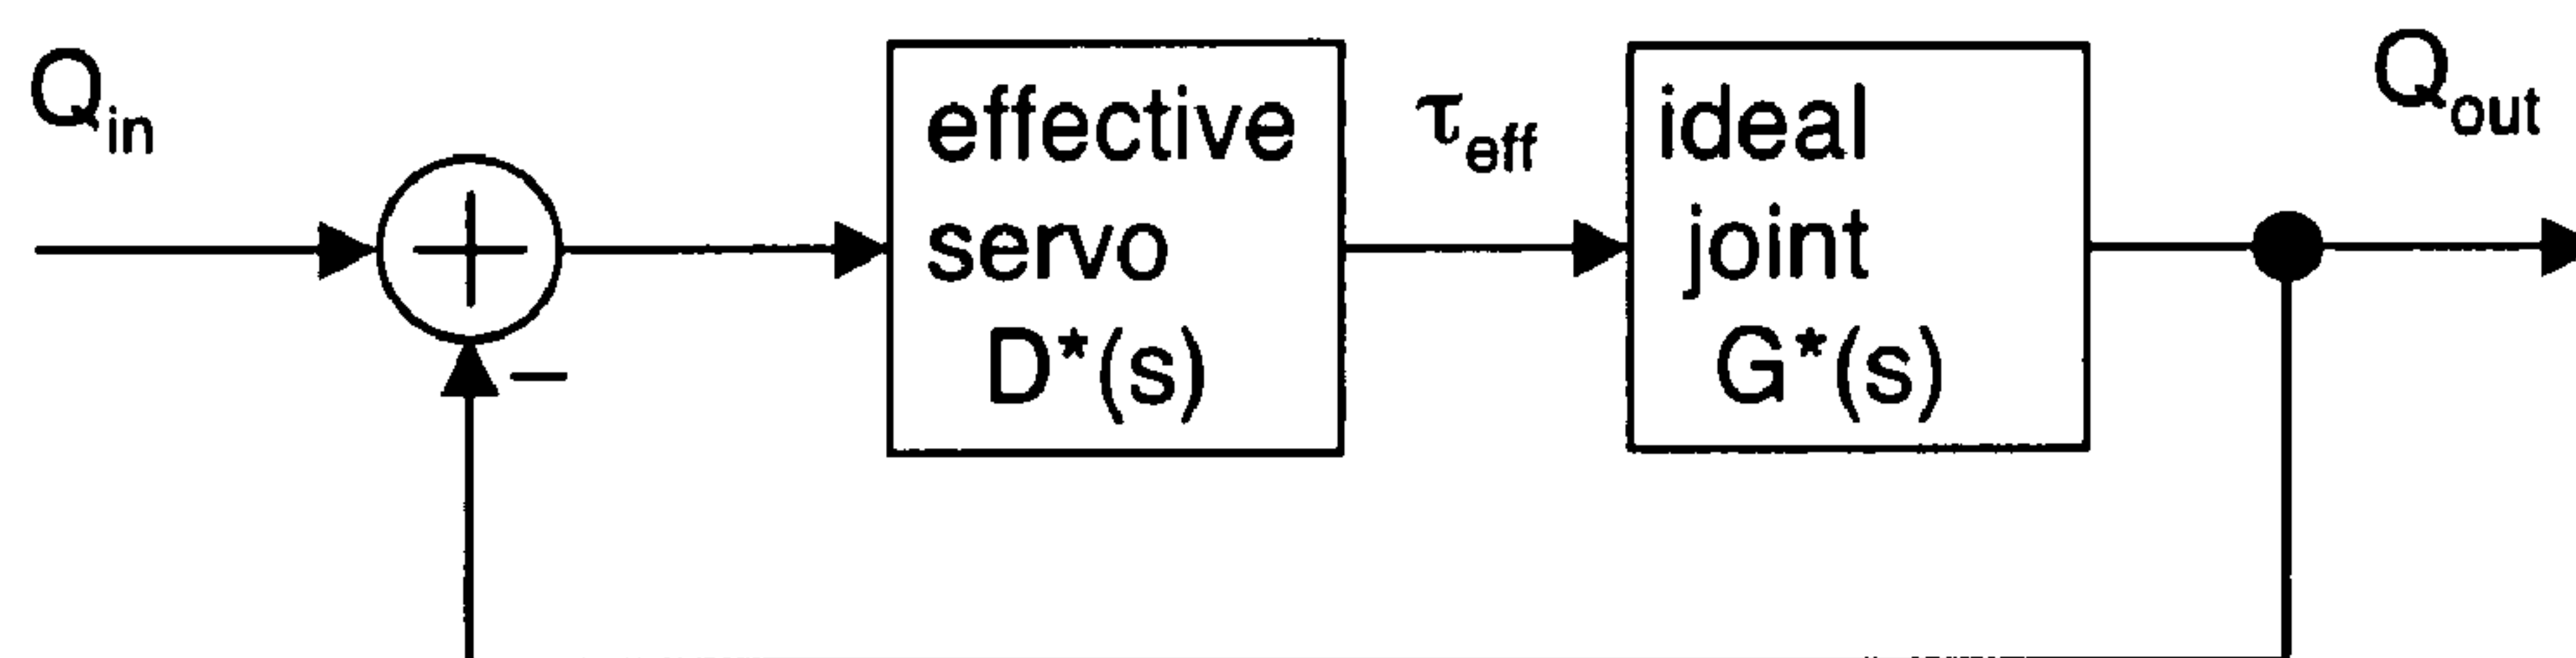 Q_in
effective
servo
D*(s)
τ_eff
ideal
joint
G*(s)
Q_out
+
−